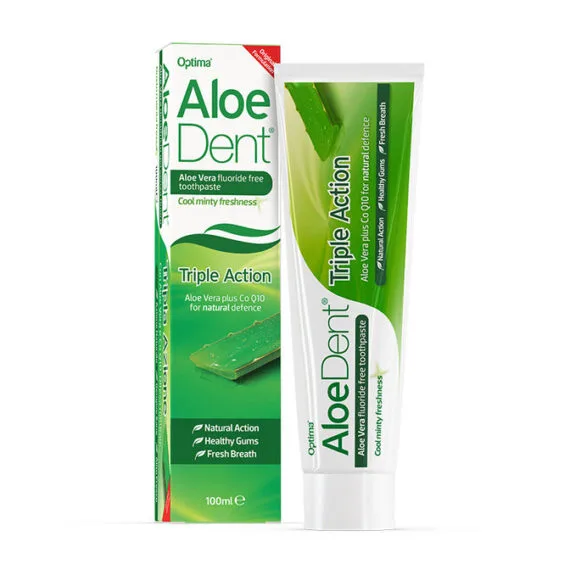 Optima®
Original
Formulation
Aloe
Dent®
Aloe Vera fluoride free
toothpaste
Cool minty freshness
Triple Action
Aloe Vera plus Co Q10
for natural defence
Natural Action
Healthy Gums
Fresh Breath
100ml e
Optima®
AloeDent® Triple Action
Aloe Vera fluoride free toothpaste
Cool minty freshness
Aloe Vera plus Co Q10 for natural defence
Natural Action
Healthy Gums
Fresh Breath